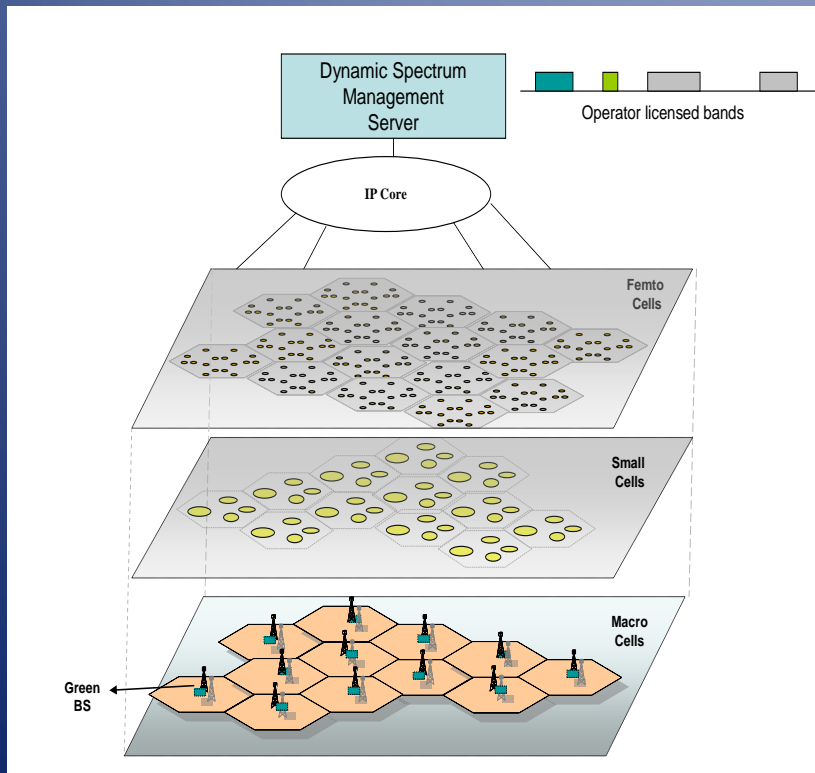 Dynamic Spectrum
Management
Server
Operator licensed bands
IP Core
Femto
Cells
Small
Cells
Macro
Cells
Green
BS